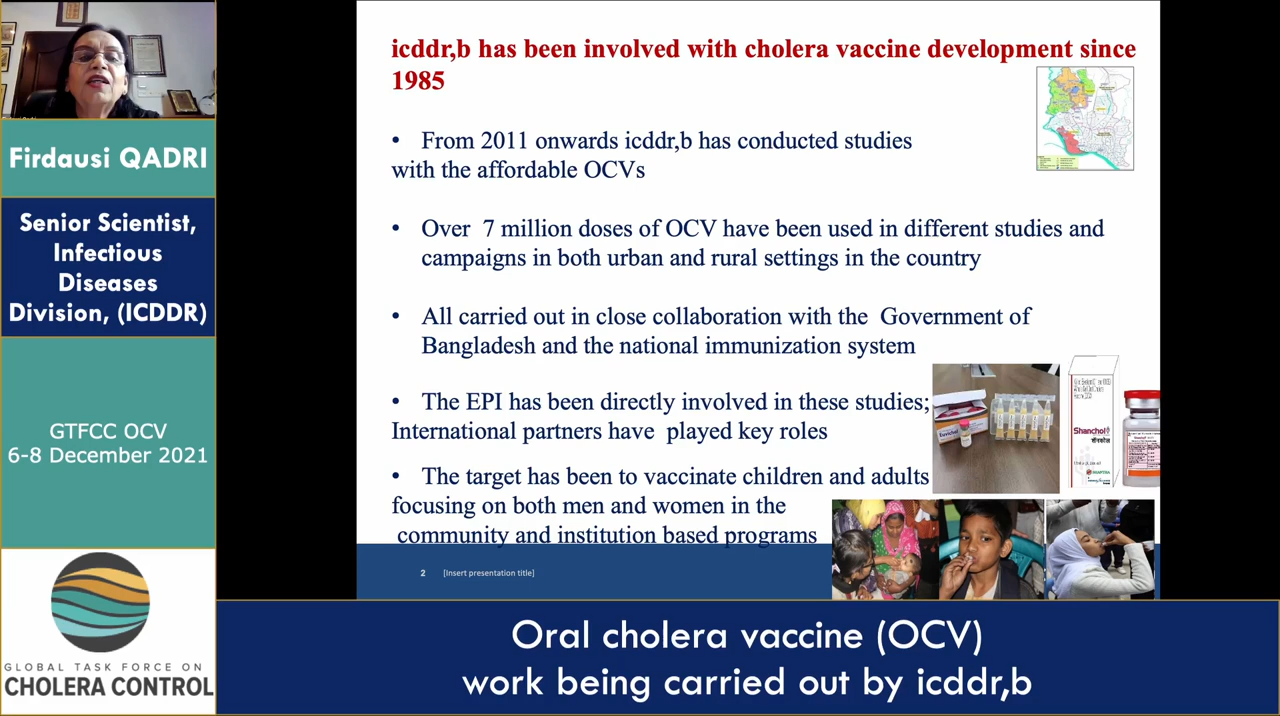 Firdausi QADRI
Senior Scientist,
Infectious
Diseases
Division, (ICDDR)
GTFCC OCV
6-8 December 2021
GLOBAL TASK FORCE ON
CHOLERA CONTROL
icddr,b has been involved with cholera vaccine development since
1985
• From 2011 onwards icddr,b has conducted studies
with the affordable OCVs
• Over 7 million doses of OCV have been used in different studies and
campaigns in both urban and rural settings in the country
• All carried out in close collaboration with the Government of
Bangladesh and the national immunization system
• The EPI has been directly involved in these studies;
International partners have played key roles
• The target has been to vaccinate children and adults
focusing on both men and women in the
community and institution based programs
Euvichol
Shanchol
शंनकोल
2 [Insert presentation title]
Oral cholera vaccine (OCV)
work being carried out by icddr,b